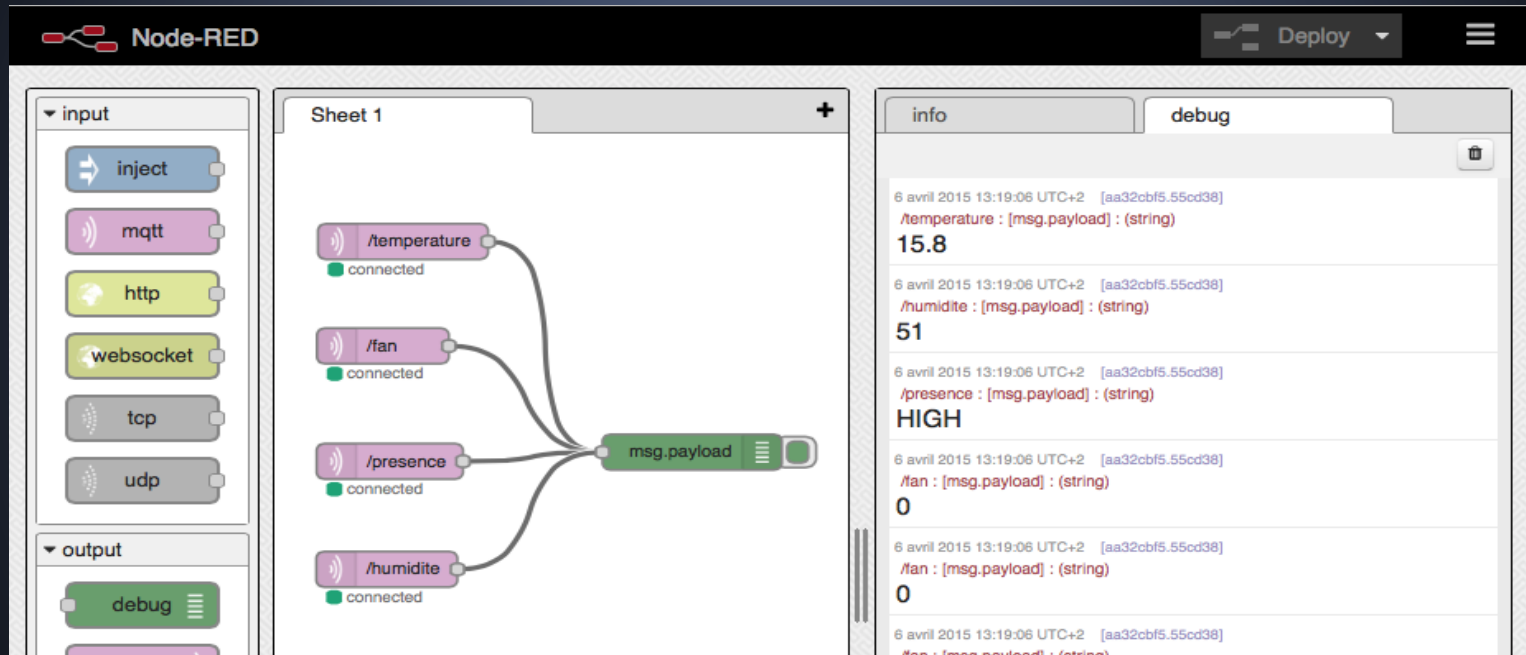 Node-RED
Deploy
input
inject
mqtt
http
websocket
tcp
udp
output
debug
Sheet 1
+
/temperature
connected
/fan
connected
/presence
connected
/humidite
connected
msg.payload
info
debug
6 avril 2015 13:19:06 UTC+2 [aa32cbf5.55cd38]
/temperature : [msg.payload] : (string)
15.8
6 avril 2015 13:19:06 UTC+2 [aa32cbf5.55cd38]
/humidite : [msg.payload] : (string)
51
6 avril 2015 13:19:06 UTC+2 [aa32cbf5.55cd38]
/presence : [msg.payload] : (string)
HIGH
6 avril 2015 13:19:06 UTC+2 [aa32cbf5.55cd38]
/fan : [msg.payload] : (string)
0
6 avril 2015 13:19:06 UTC+2 [aa32cbf5.55cd38]
/fan : [msg.payload] : (string)
0
6 avril 2015 13:19:06 UTC+2 [aa32cbf5.55cd38]
/fan : [msg.payload] : (string)